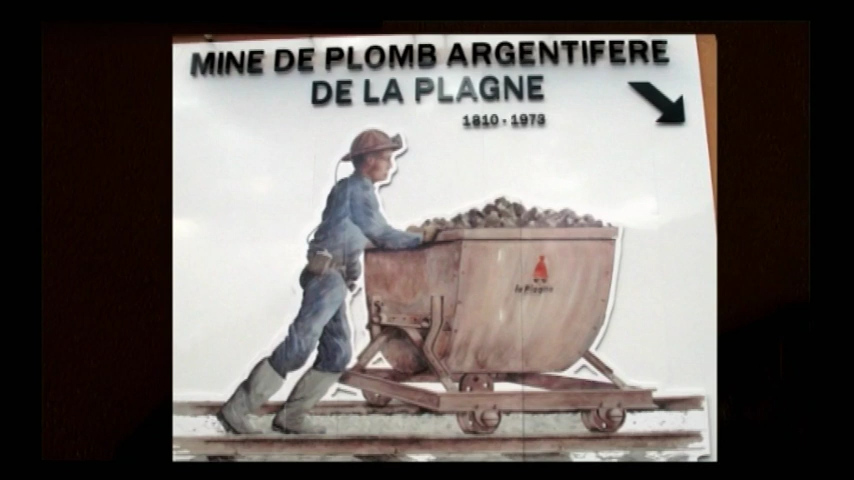 MINE DE PLOMB ARGENTIFERE
DE LA PLAGNE
1810 - 1973
la Plagne